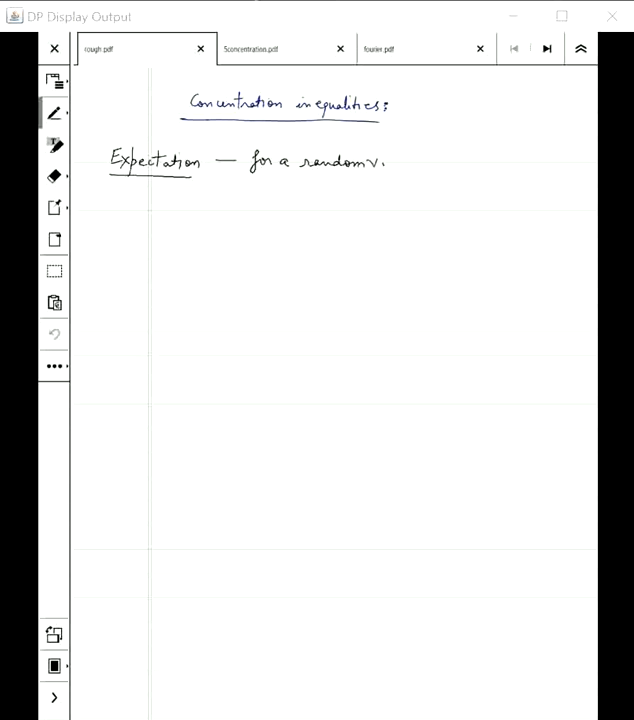 DP Display Output
rough.pdf
5concentration.pdf
fourier.pdf
Concentration inequalities:
Expectation — for a random v.